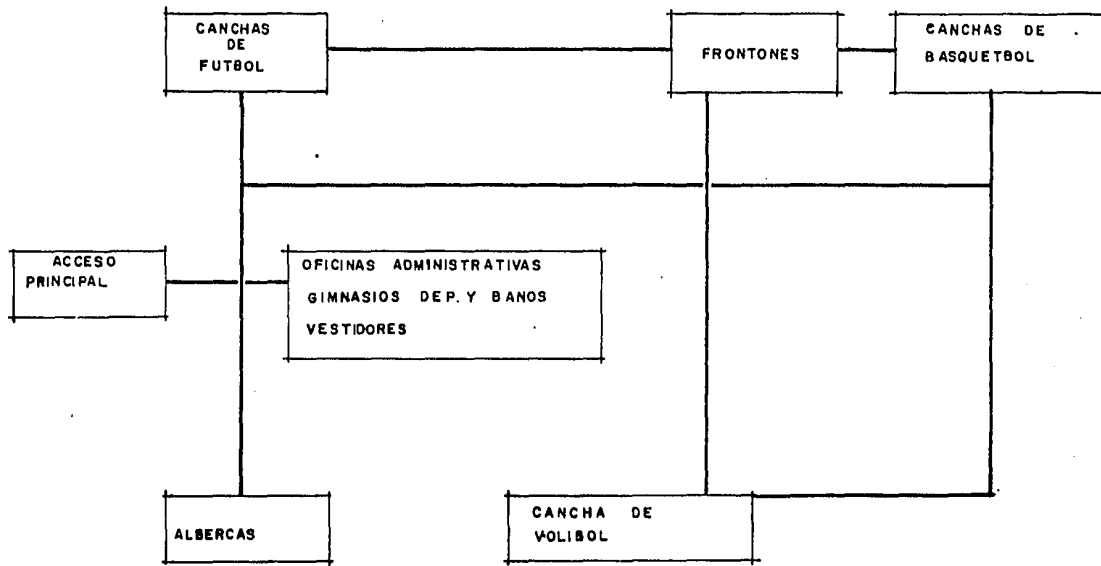 CANCHAS
DE
FUTBOL
FRONTONES
CANCHAS DE
BASQUETBOL
ACCESO
PRINCIPAL
OFICINAS ADMINISTRATIVAS
GIMNASIOS DEP. Y BANOS
VESTIDORES
ALBERCAS
CANCHA DE
VOLIBOL